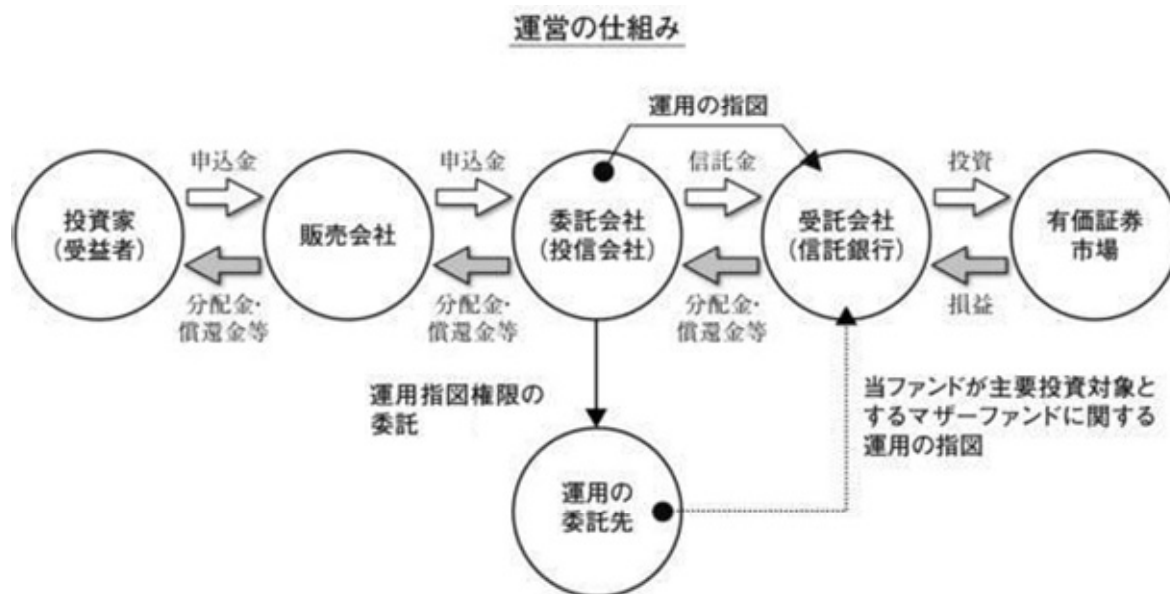 運営の仕組み
運用の指図
申込金
申込金
信託金
投資
投資家
(受益者)
販売会社
委託会社
(投信会社)
受託会社
(信託銀行)
有価証券
市場
分配金・
償還金等
分配金・
償還金等
分配金・
償還金等
損益
運用指図権限の
委託
当ファンドが主要投資対象と
するマザーファンドに関する
運用の指図
運用の
委託先